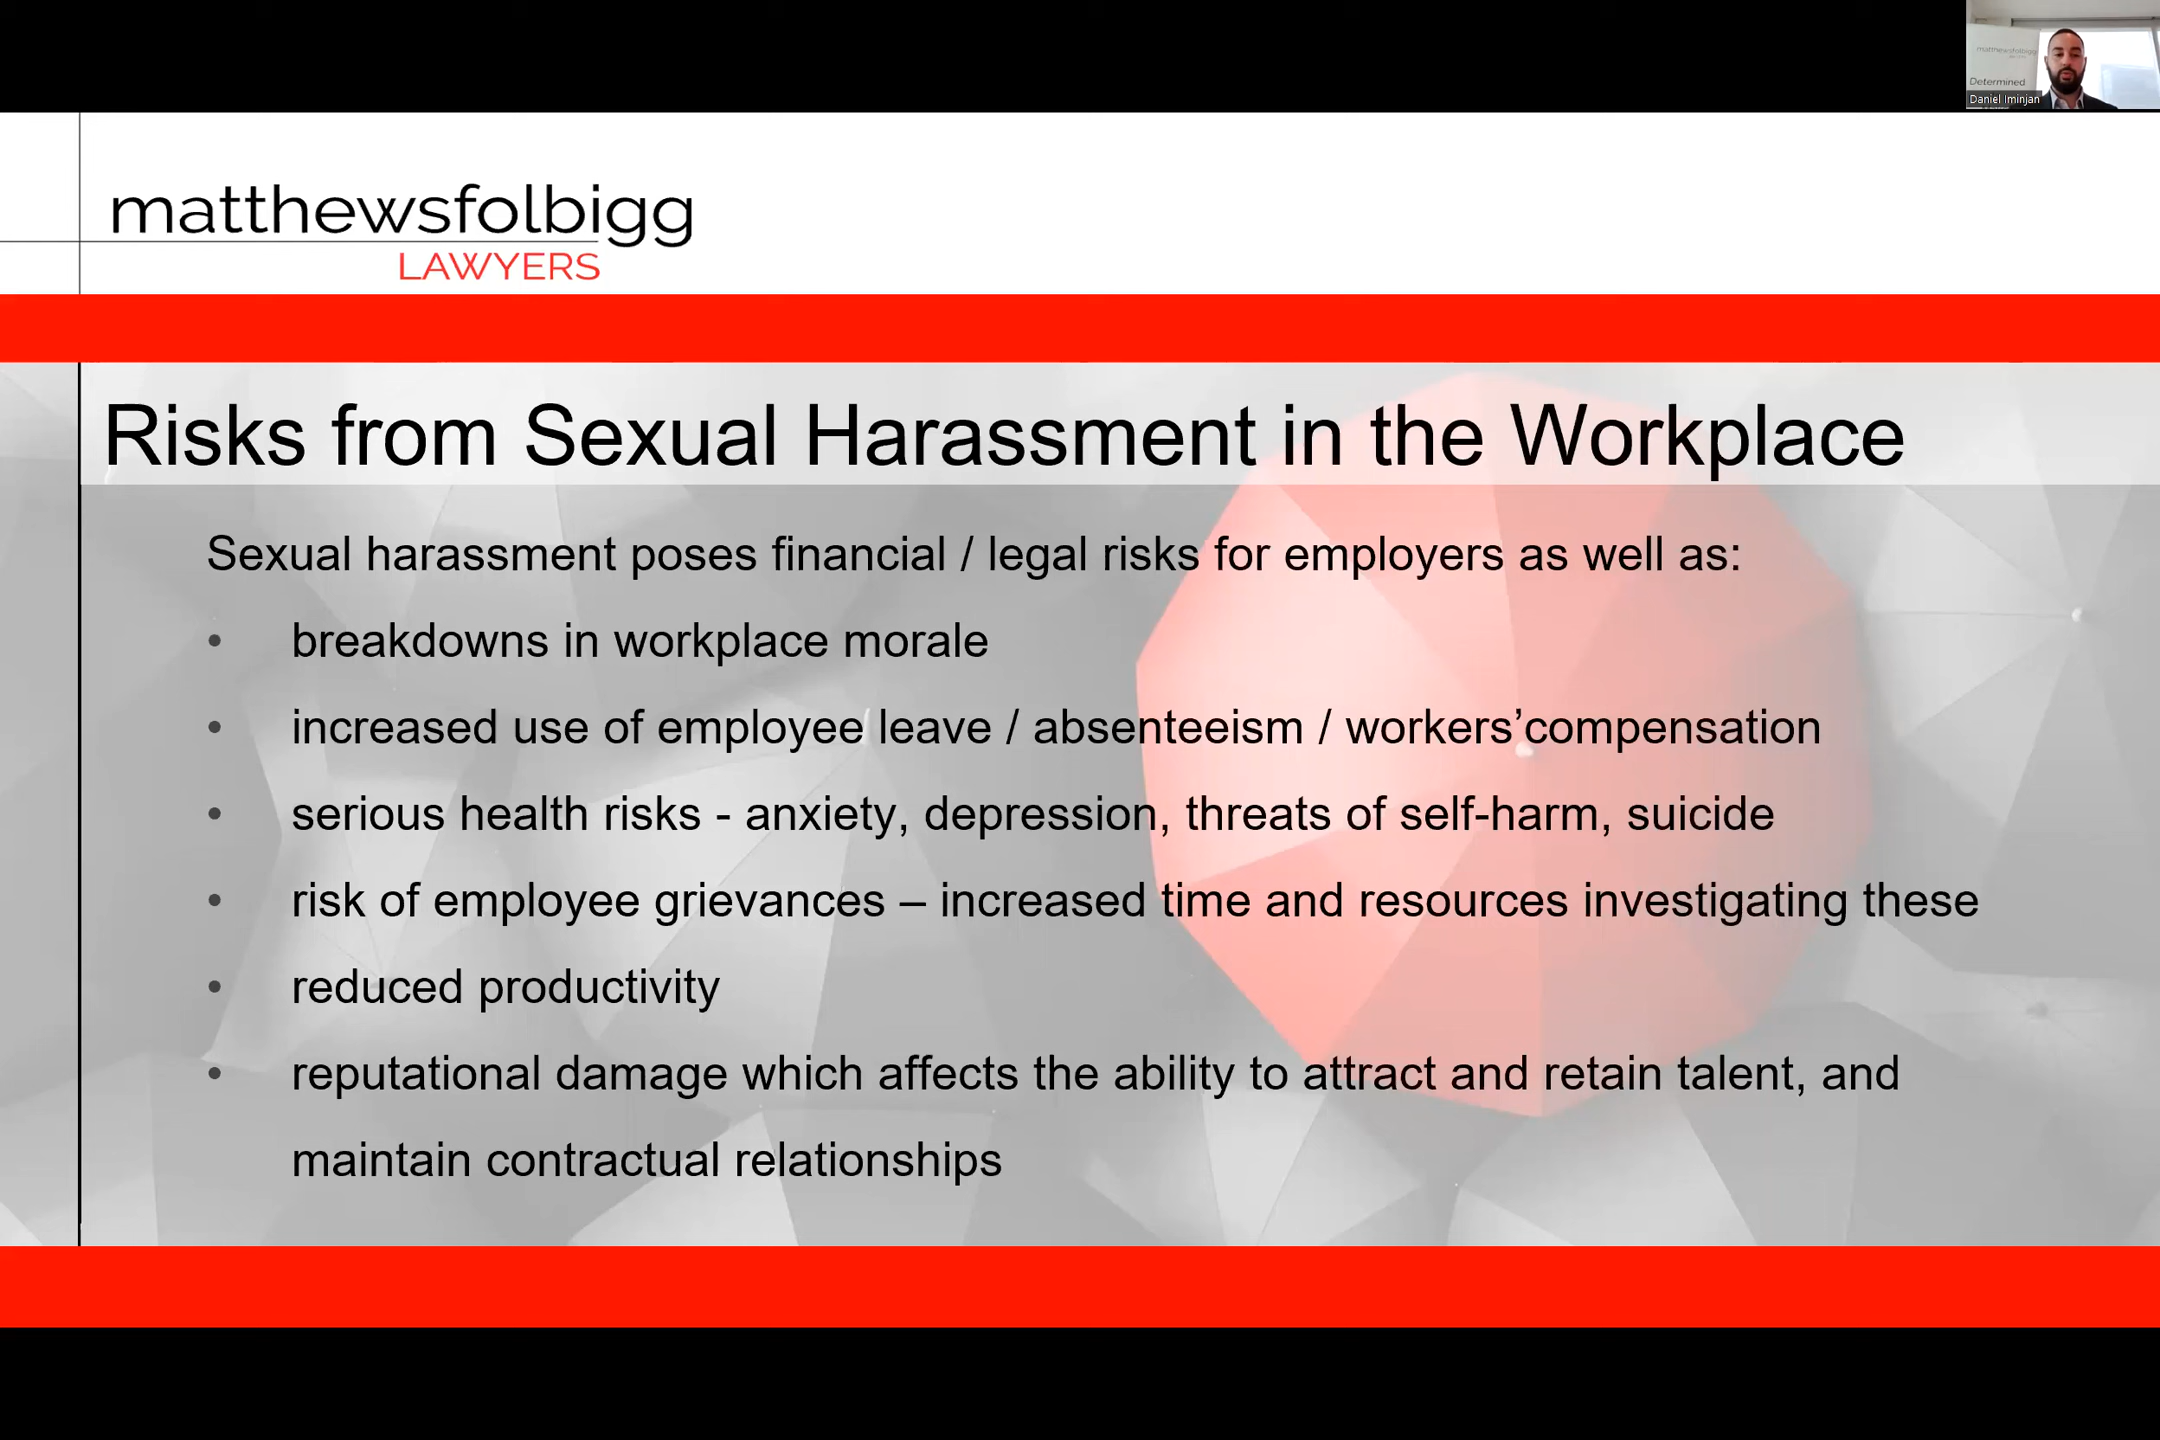 matthewsfolbigg
Determined
Daniel Iminjan
matthewsfolbigg
LAWYERS
Risks from Sexual Harassment in the Workplace
Sexual harassment poses financial / legal risks for employers as well as:
• breakdowns in workplace morale
• increased use of employee leave / absenteeism / workers’compensation
• serious health risks - anxiety, depression, threats of self-harm, suicide
• risk of employee grievances – increased time and resources investigating these
• reduced productivity
• reputational damage which affects the ability to attract and retain talent, and
maintain contractual relationships